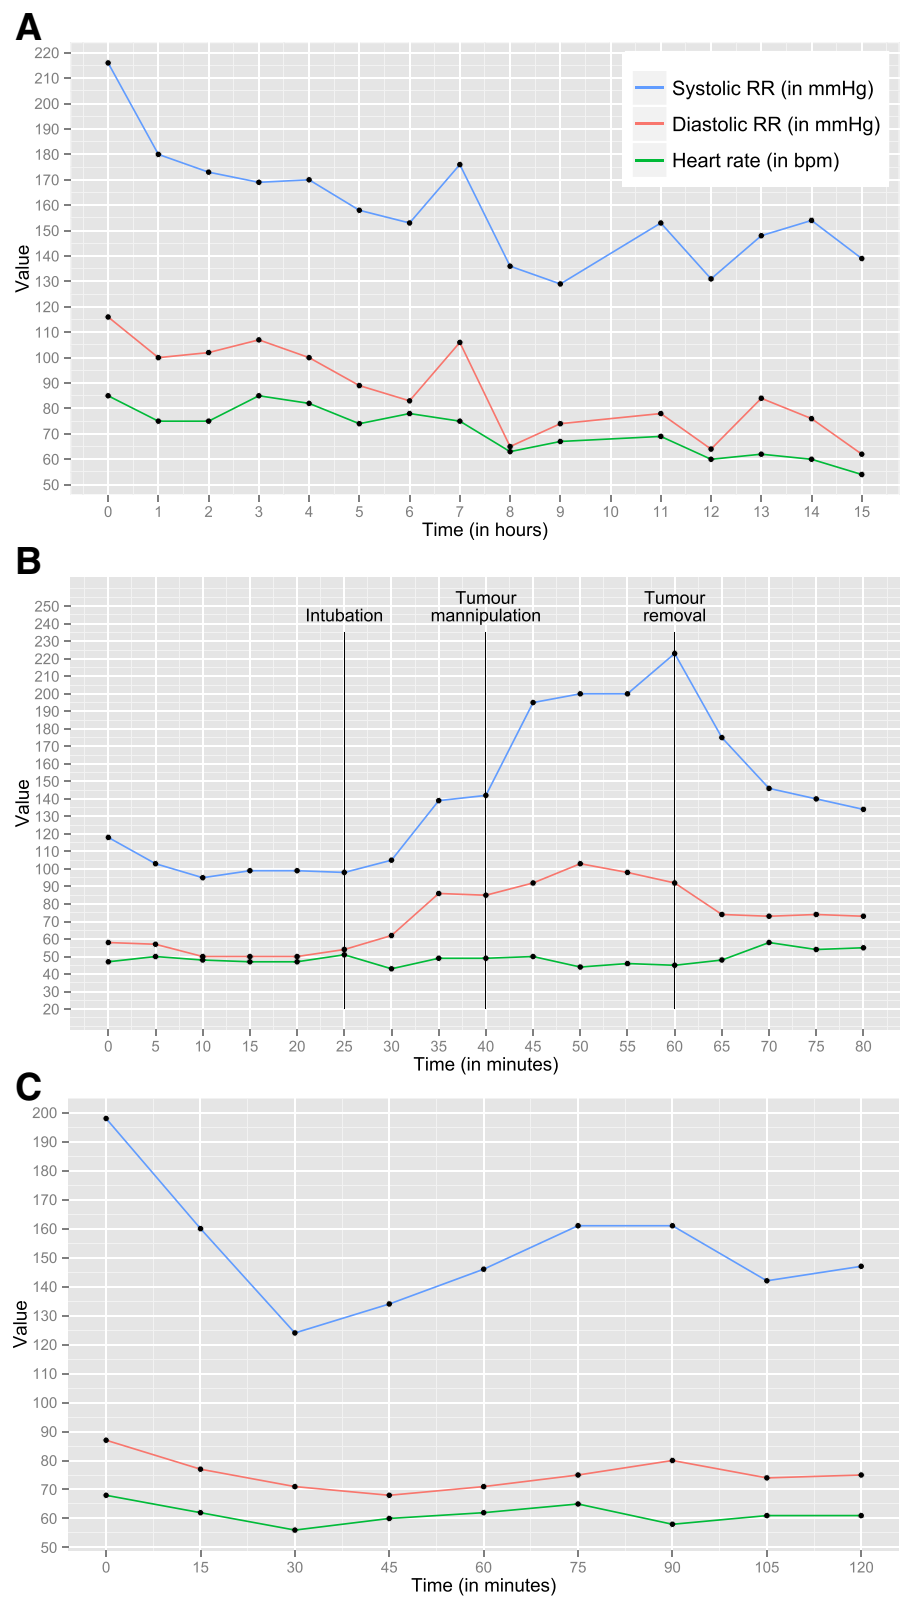 A
220
210
200
190
180
170
160
150
140
130
120
110
100
90
80
70
60
50
Value
Systolic RR (in mmHg)
Diastolic RR (in mmHg)
Heart rate (in bpm)
0 1 2 3 4 5 6 7 8 9 10 11 12 13 14 15
Time (in hours)
B
250
240
230
220
210
200
190
180
170
160
150
140
130
120
110
100
90
80
70
60
50
40
30
20
Value
Intubation
Tumour
mannipulation
Tumour
removal
0 5 10 15 20 25 30 35 40 45 50 55 60 65 70 75 80
Time (in minutes)
C
200
190
180
170
160
150
140
130
120
110
100
90
80
70
60
50
Value
0 15 30 45 60 75 90 105 120
Time (in minutes)